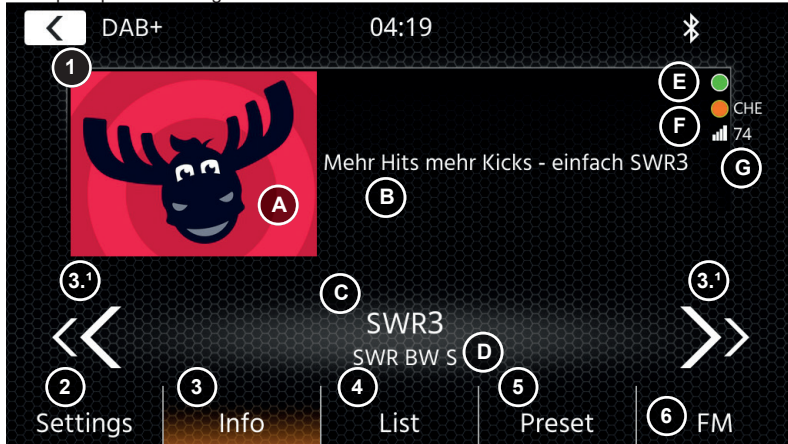 DAB+ 04:19
1
E
CHE
F
74
G
Mehr Hits mehr Kicks - einfach SWR3
A
B
3.¹ 3.¹
C
SWR3
SWR BW S D
2 3 4 5
Settings Info List Preset 6 FM